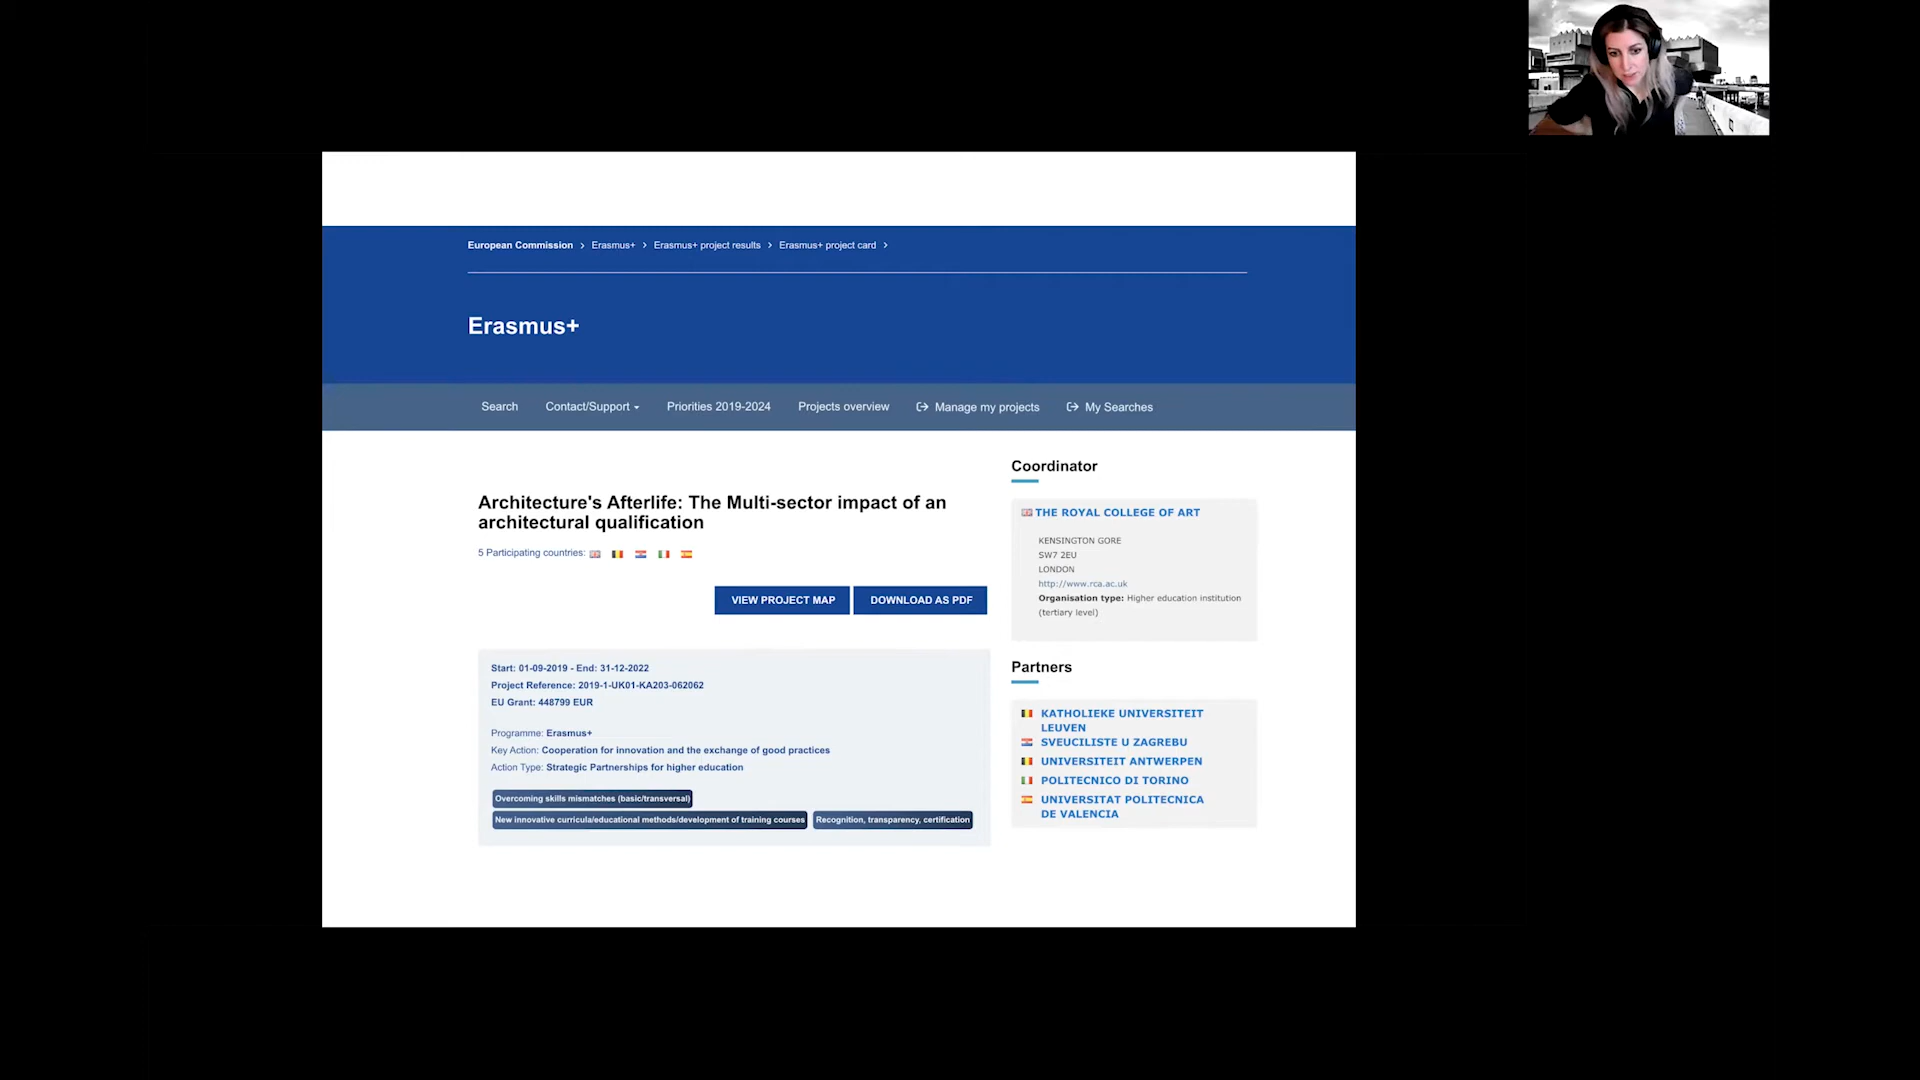 European Commission > Erasmus+ > Erasmus+ project results > Erasmus+ project card >
Erasmus+
Search Contact/Support Priorities 2019-2024 Projects overview Manage my projects My Searches
Architecture's Afterlife: The Multi-sector impact of an
architectural qualification
5 Participating countries:
VIEW PROJECT MAP DOWNLOAD AS PDF
Start: 01-09-2019 - End: 31-12-2022
Project Reference: 2019-1-UK01-KA203-062062
EU Grant: 448799 EUR
Programme: Erasmus+
Key Action: Cooperation for innovation and the exchange of good practices
Action Type: Strategic Partnerships for higher education
Overcoming skills mismatches (basic/transversal)
New innovative curricula/educational methods/development of training courses Recognition, transparency, certification
Coordinator
THE ROYAL COLLEGE OF ART
KENSINGTON GORE
SW7 2EU
LONDON
http://www.rca.ac.uk
Organisation type: Higher education institution
(tertiary level)
Partners
KATHOLIEKE UNIVERSITEIT
LEUVEN
SVEUCILISTE U ZAGREBU
UNIVERSITEIT ANTWERPEN
POLITECNICO DI TORINO
UNIVERSITAT POLITECNICA
DE VALENCIA